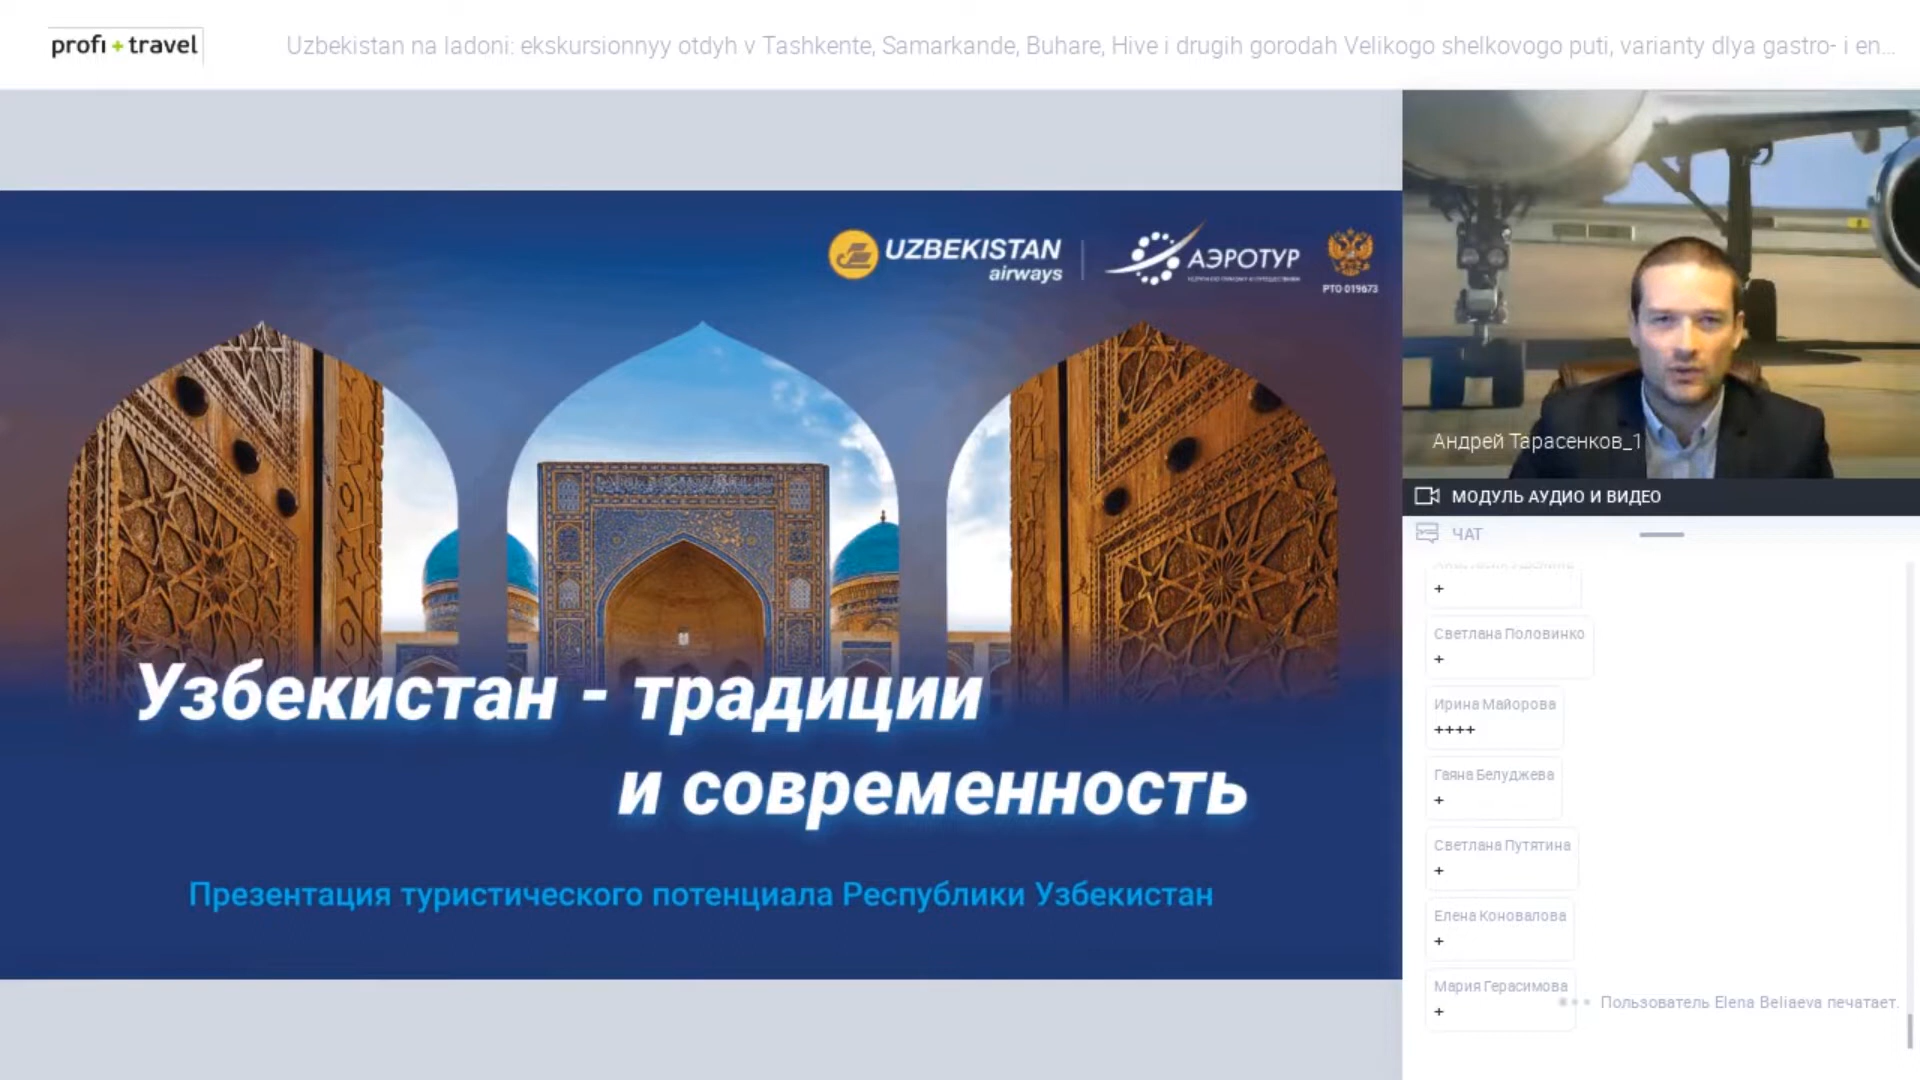 profi + travel
Uzbekistan na ladoni: ekskursionnyy otdyh v Tashkente, Samarkande, Buhare, Hive i drugih gorodah Velikogo shelkovogo puti, varianty dlya gastro- i en...
UZBEKISTAN
airways
АЭРОТУР
РТО 019673
Узбекистан - традиции
и современность
Презентация туристического потенциала Республики Узбекистан
Андрей Тарасенков_1
МОДУЛЬ АУДИО И ВИДЕО
ЧАТ
+
Светлана Половинко
+
Ирина Майорова
++++
Гаяна Белуджева
+
Светлана Путятина
+
Елена Коновалова
+
Мария Герасимова
+
Пользователь Elena Beliaeva печатает.